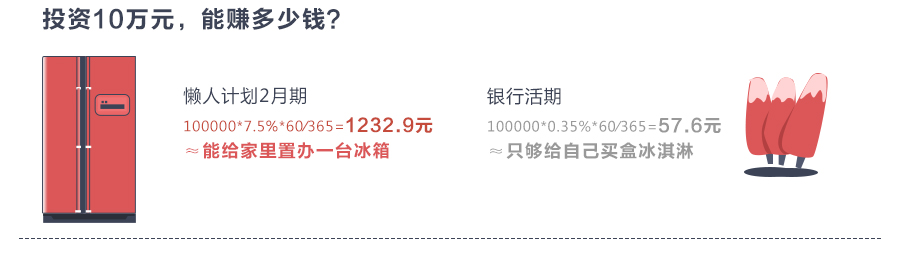 投资10万元，能赚多少钱？
懒人计划2月期
100000*7.5%*60/365=1232.9元
≈能给家里置办一台冰箱
银行活期
100000*0.35%*60/365=57.6元
≈只够给自己买盒冰淇淋